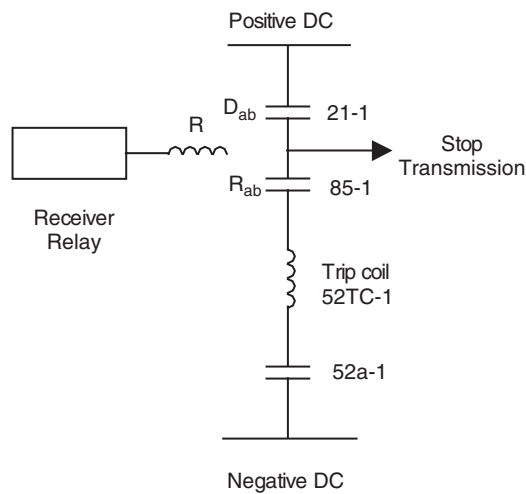 Positive DC
D_ab 21-1
R
Stop
Transmission
R_ab 85-1
Receiver
Relay
Trip coil
52TC-1
52a-1
Negative DC